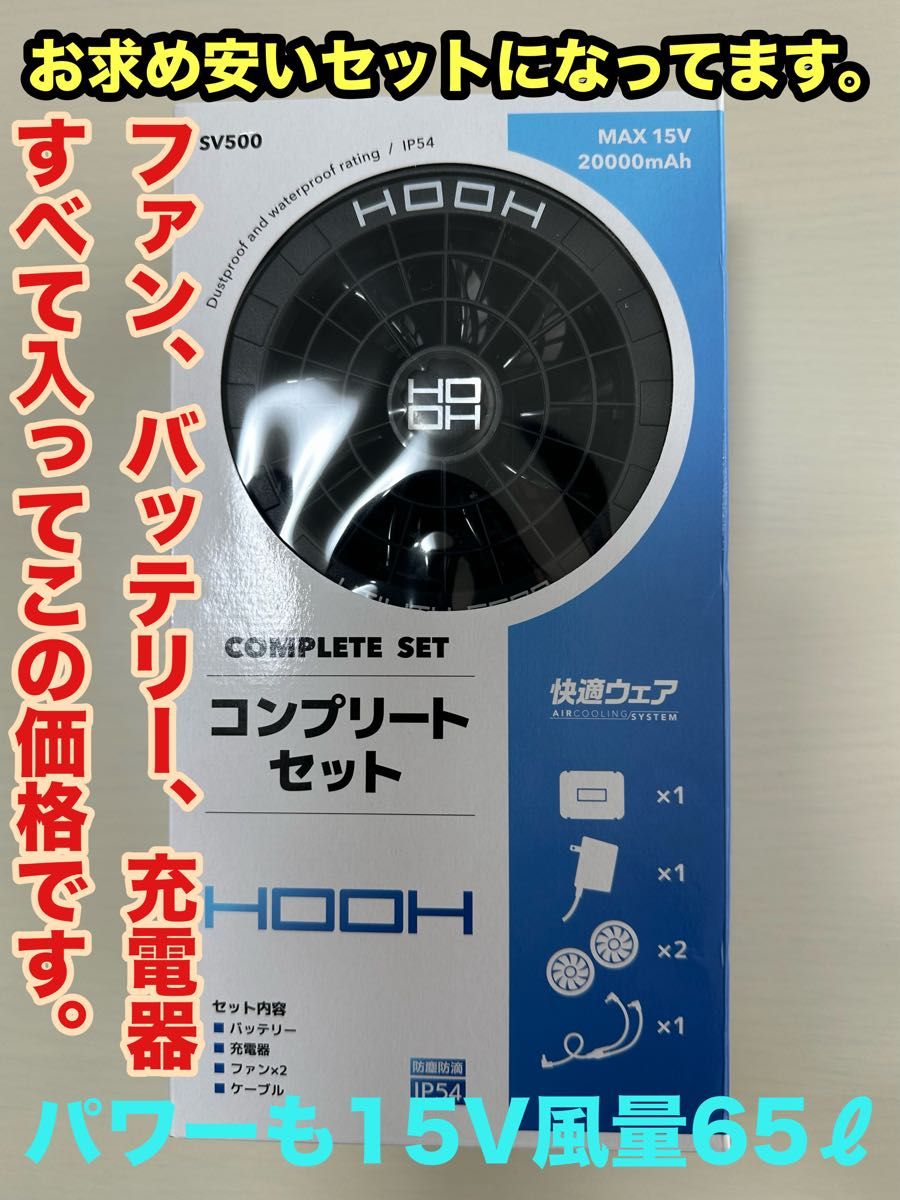 お求め安いセットになってます。
ファン、バッテリー、充電器
すべて入ってこの価格です。
SV500
Dustproof and waterproof rating / IP54
MAX 15V
20000mAh
HOOH
HO
OH
COMPLETE SET
コンプリート
セット
快適ウェア
AIRCOOLING/SYSTEM
×1
×1
×2
×1
HOOH
セット内容
■バッテリー
■充電器
■ファン×2
■ケーブル
防塵防滴
IP54
パワーも15V風量65ℓ